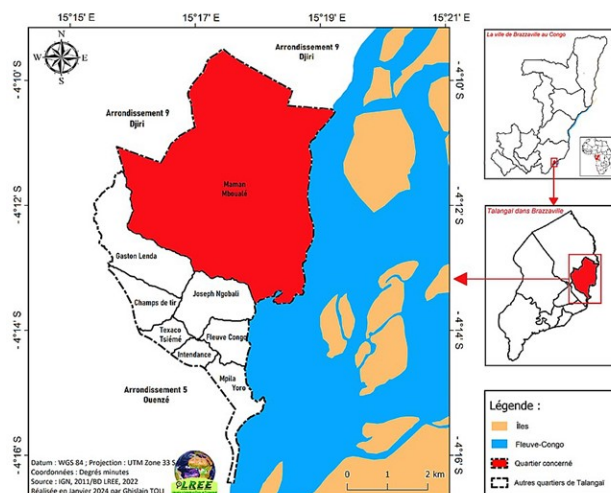 15°15'E
15°17'E
15°19'E
15°21'E
La ville de Brazzaville au Congo
N
W
E
S
Arrondissement 9
Djiri
Arrondissement 9
Djiri
- 4°10'S
- 4°10'S
- 4°12'S
- 4°12'S
Maman
Mboualé
Talangaï dans Brazzaville
Gaston Lenda
Champs de tir
Joseph Ngobali
Texaco
Tsiémé
Fleuve Congo
Intendance
Mpila
Yoro
- 4°14'S
- 4°14'S
Arrondissement 5
Ouenzé
Légende :
Îles
Fleuve-Congo
Quartier concerné
Autres quartiers de Talangaï
- 4°16'S
- 4°16'S
Datum : WGS 84 ; Projection : UTM Zone 33 S
Coordonnées : Degrés minutes
Source : IGN, 2011/BD LREE, 2022
Réalisée en Janvier 2024 par Ghislain TOLI
LREE
0 1 2 km